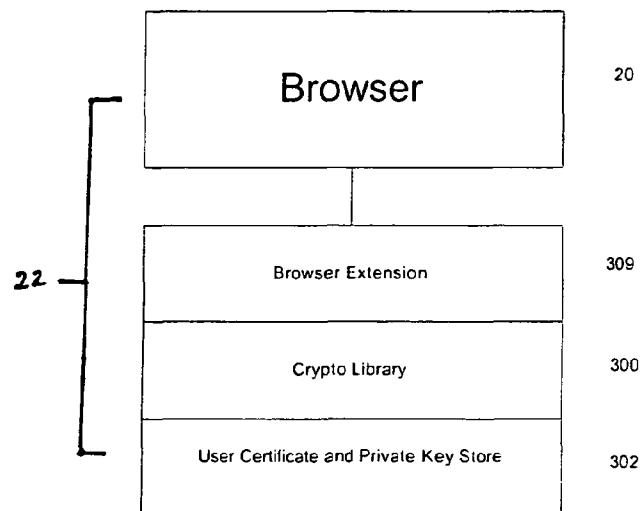 Browser 20
Browser Extension 309
22
Crypto Library 300
User Certificate and Private Key Store 302